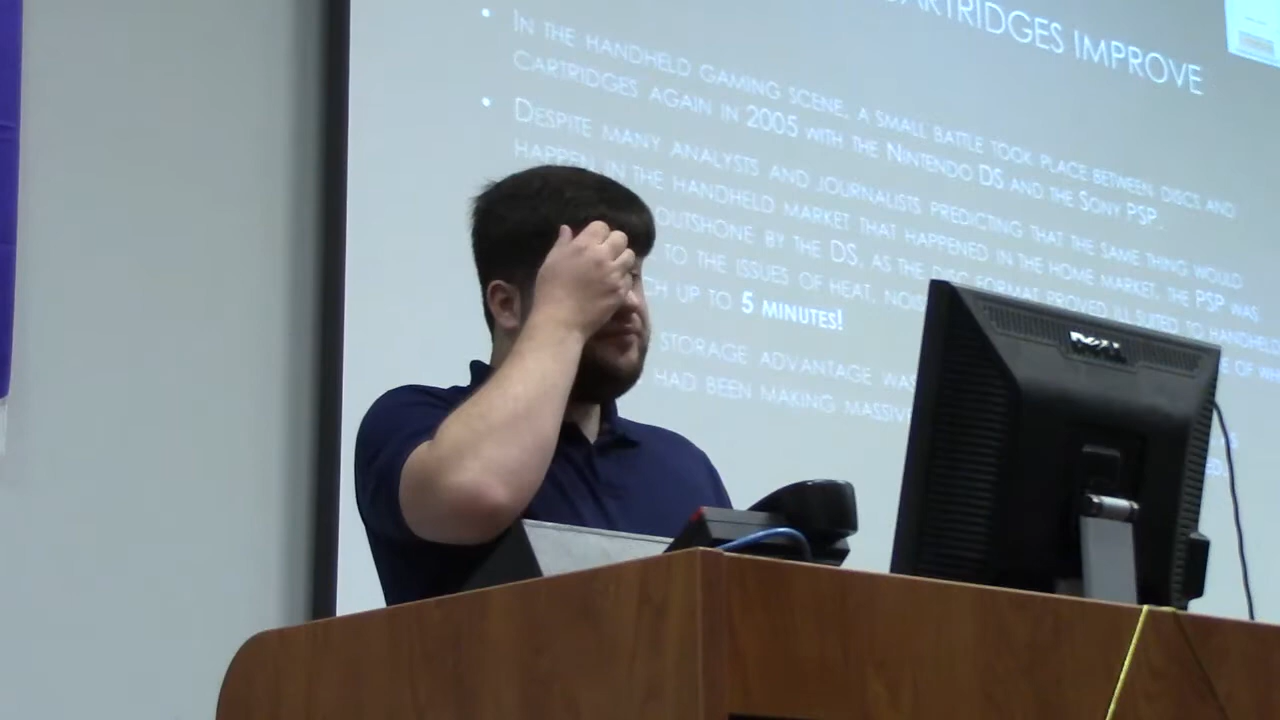 CARTRIDGES IMPROVE
• IN THE HANDHELD GAMING SCENE, A SMALL BATTLE TOOK PLACE BETWEEN DISCS AND
CARTRIDGES AGAIN IN 2005 WITH THE NINTENDO DS AND THE SONY PSP.
• DESPITE MANY ANALYSTS AND JOURNALISTS PREDICTING THAT THE SAME THING WOULD
HAPPEN IN THE HANDHELD MARKET THAT HAPPENED IN THE HOME MARKET, THE PSP WAS
OUTSHONE BY THE DS, AS THE DISC FORMAT PROVED ILL SUITED TO HANDHELD
TO THE ISSUES OF HEAT, NOIS
UP TO 5 MINUTES!
STORAGE ADVANTAGE WAS
HAD BEEN MAKING MASSIVE
DELL